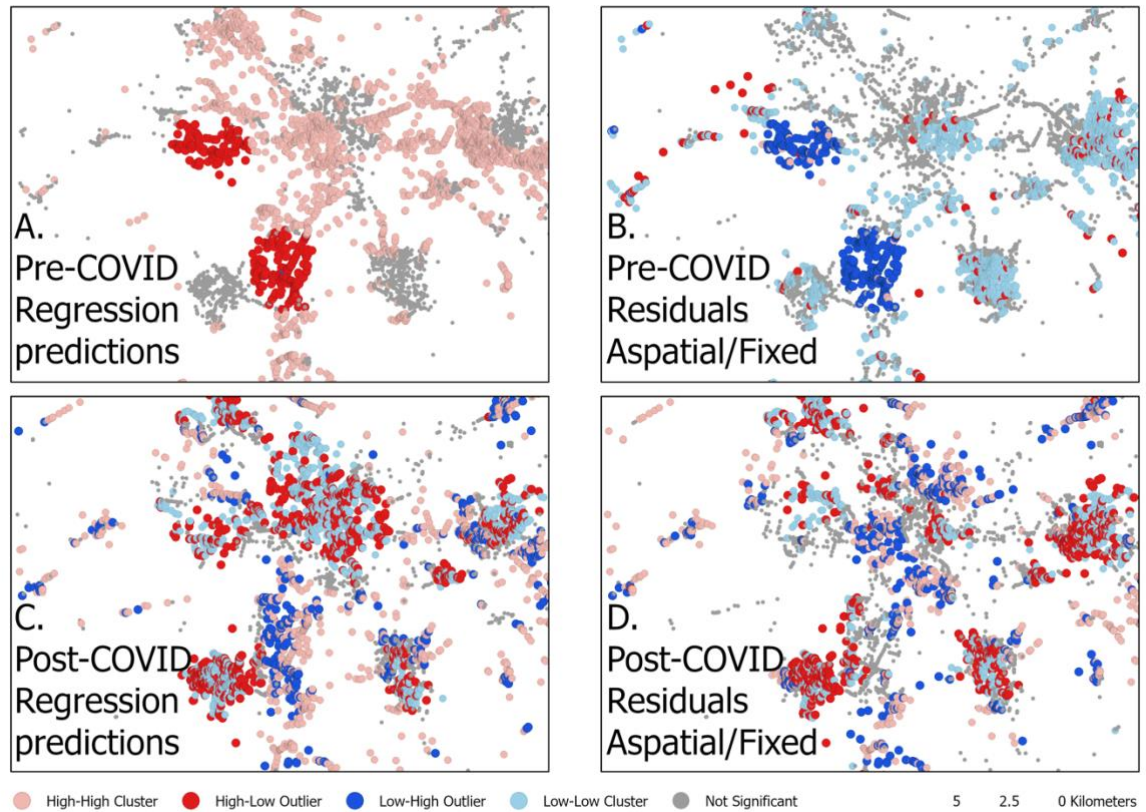 A.
Pre-COVID
Regression
predictions
B.
Pre-COVID
Residuals
Aspatial/Fixed
C.
Post-COVID
Regression
predictions
D.
Post-COVID
Residuals
Aspatial/Fixed
High-High Cluster High-Low Outlier Low-High Outlier Low-Low Cluster Not Significant 5 2.5 0 Kilometers